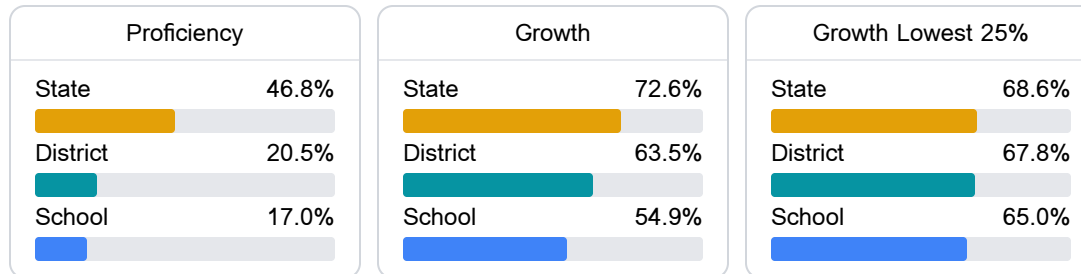 Proficiency
State 46.8%
District 20.5%
School 17.0%
Growth
State 72.6%
District 63.5%
School 54.9%
Growth Lowest 25%
State 68.6%
District 67.8%
School 65.0%